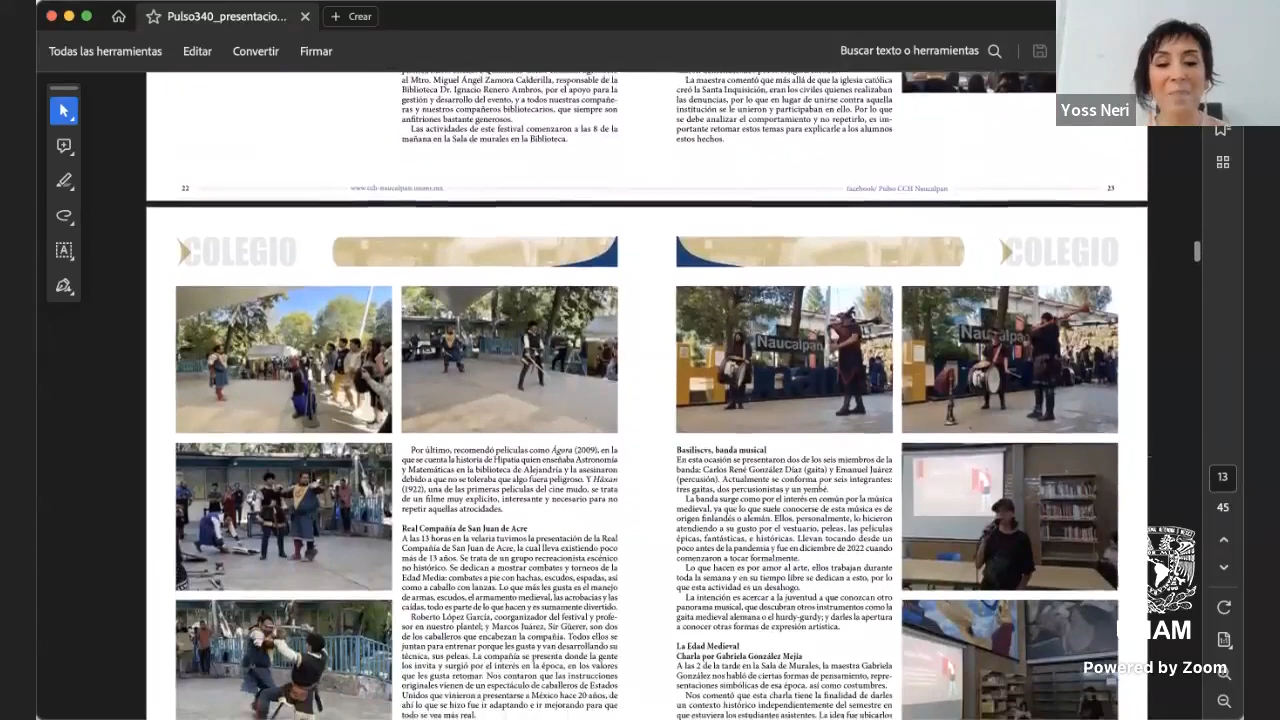 Pulso340_presentacio...
Crear
Todas las herramientas
Editar
Convertir
Firmar
Buscar texto o herramientas
Yoss Neri
al Mtro. Miguel Ángel Zamora Calderilla, responsable de la
Biblioteca Dr. Ignacio Renero Ambros, por el apoyo para la
gestión y desarrollo del evento, y a todos nuestras compañe-
ras y nuestros compañeros bibliotecarios, que siempre son
anfitriones bastante generosos.
Las actividades de este festival comenzaron a las 8 de la
mañana en la Sala de murales en la Biblioteca.
La maestra comentó que más allá de que la iglesia católica
creó la Santa Inquisición, eran los civiles quienes realizaban
las denuncias, por lo que en lugar de unirse contra aquella
institución se le unieron y participaban en ello. Por lo que
se debe analizar el comportamiento y no repetirlo, es im-
portante retomar estos temas para explicarle a los alumnos
estos hechos.
22
www.cch-naucalpan.unam.mx
facebook/ Pulso CCH Naucalpan
23
COLEGIO
COLEGIO
Naucalpan
Naucalpan
Por último, recomendó películas como Ágora (2009), en la
que se cuenta la historia de Hipatia quien enseñaba Astronomía
y Matemáticas en la biblioteca de Alejandría y la asesinaron
debido a que no se toleraba que algo fuera peligroso. Y Häxan
(1922), una de las primeras películas del cine mudo, se trata
de un filme muy explícito, interesante y necesario para no
repetir aquellas atrocidades.
Real Compañía de San Juan de Acre
A las 13 horas en la velaria tuvimos la presentación de la Real
Compañía de San Juan de Acre, la cual lleva existiendo poco
más de 13 años. Se trata de un grupo recreacionista escénico
no histórico. Se dedican a mostrar combates y torneos de la
Edad Media: combates a pie con hachas, escudos, espadas, así
como a caballo con lanzas. Lo que más les gusta en el manejo
de armas, escudos, el armamento medieval, las acrobacias y las
caídas, todo es parte de lo que hacen y es sumamente divertido.
Roberto López García, coorganizador del festival y profe-
sor en nuestro plantel; y Marcos Juárez, Sir Güerer, son dos
de los caballeros que encabezan la compañía. Todos ellos se
juntan para entrenar porque les gusta y van desarrollando su
técnica, sus peleas. La compañía se presenta donde la gente
los invita y surgió por el interés en la época, en los valores
que les gusta retomar. Nos contaron que las instrucciones
originales vienen de un espectáculo de caballeros de Estados
Unidos que vinieron a presentarse a México hace 20 años, de
ahí lo que se hizo fue ir adaptando e ir mejorando para que
todo se vea más real.
Basiliscvs, banda musical
En esta ocasión se presentaron dos de los seis miembros de la
banda: Carlos René González Díaz (gaita) y Emanuel Juárez
(percusión). Actualmente se conforma por seis integrantes:
tres gaitas, dos percusionistas y un yembé.
La banda surge como por el interés en común por la música
medieval, ya que lo que suele conocerse de esta música es de
origen finlandés o alemán. Ellos, personalmente, lo hicieron
atendiendo a su gusto por el vestuario, peleas, las películas
épicas, fantásticas, e históricas. Llevan tocando desde un
poco antes de la pandemia y fue en diciembre de 2022 cuando
comenzaron a tocar formalmente.
Lo que hacen es por amor al arte, ellos trabajan durante
toda la semana y en su tiempo libre se dedican a esto, por lo
que esta actividad es un desahogo.
La intención es acercar a la juventud a que conozcan otro
panorama musical, que descubran otros instrumentos como la
gaita medieval alemana o el hurdy-gurdy; y darles la apertura
a conocer otras formas de expresión artística.
La Edad Medieval
Charla por Gabriela González Mejía
A las 2 de la tarde en la Sala de Murales, la maestra Gabriela
González nos habló de ciertas formas de pensamiento, repre-
sentaciones simbólicas de esa época, así como costumbres.
Nos comentó que esta charla tiene la finalidad de darles
un contexto histórico independientemente del semestre en
que estuviera los estudiantes asistentes. La idea fue ubicarlos
13
45
UNAM
Powered by Zoom